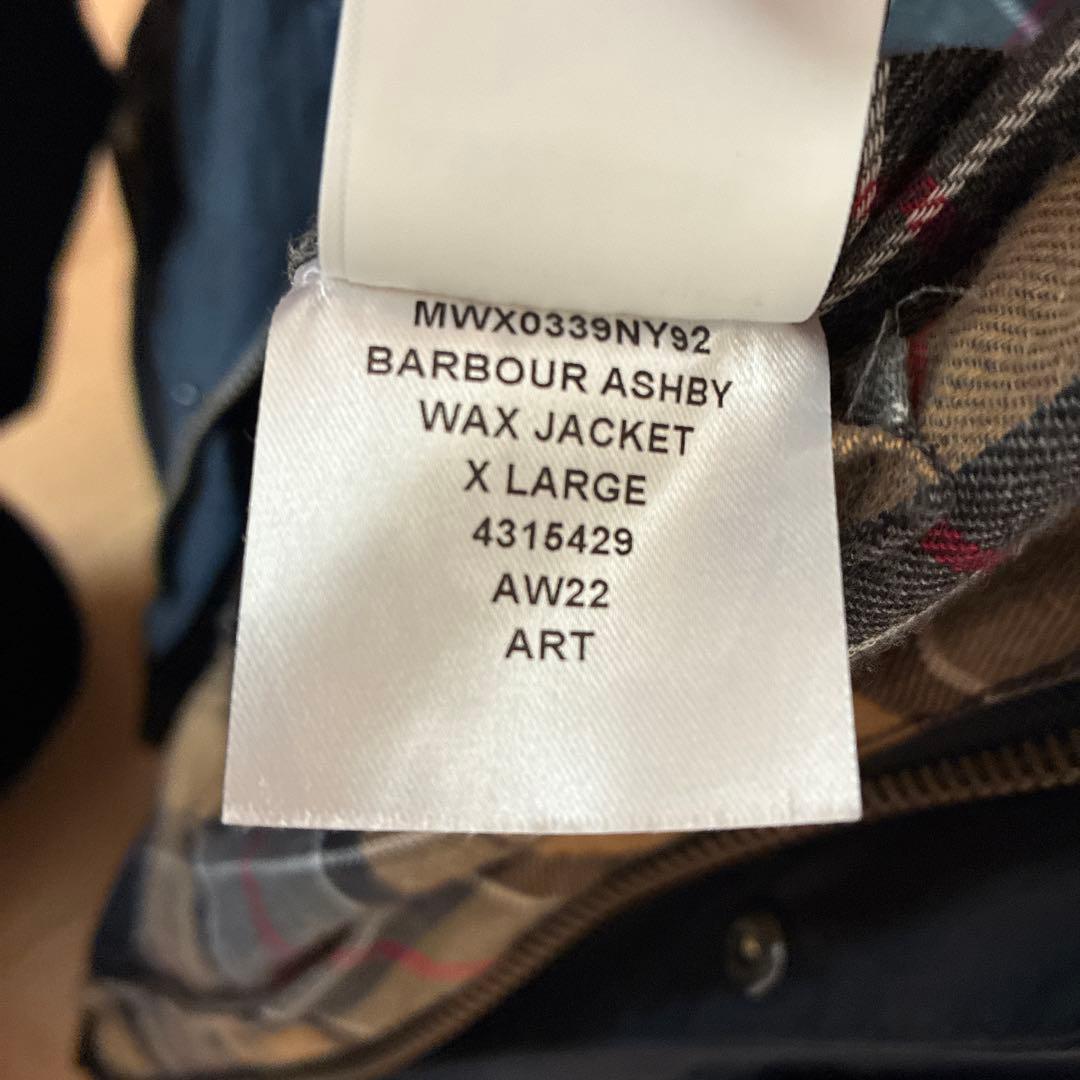 MWX0339NY92
BARBOUR ASHBY
WAX JACKET
X LARGE
4315429
AW22
ART